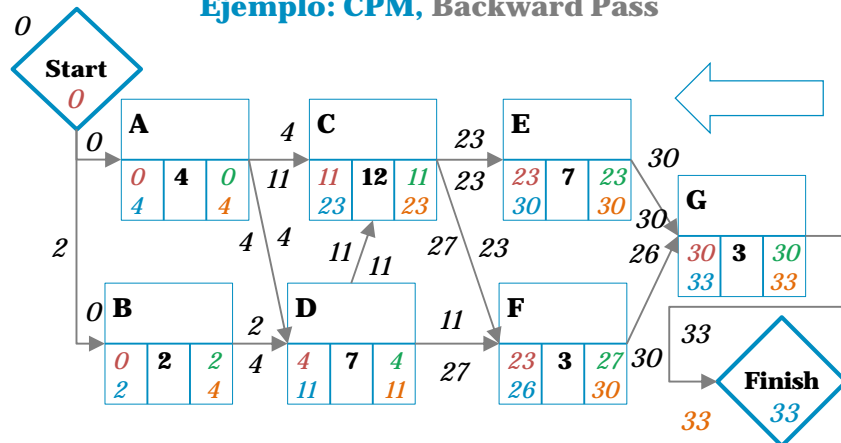 Ejemplo: CPM, Backward Pass
0
Start
0
0
A
0 4 0
4 4
4
11
C
11 12 11
23 23
23
23
E
23 7 23
30 30
30
30
G
30 3 30
33 33
2
4
4
11
11
27
23
26
0
B
0 2 2
2 4
2
4
D
4 7 4
11 11
11
27
F
23 3 27
26 30
30
33
Finish
33
33